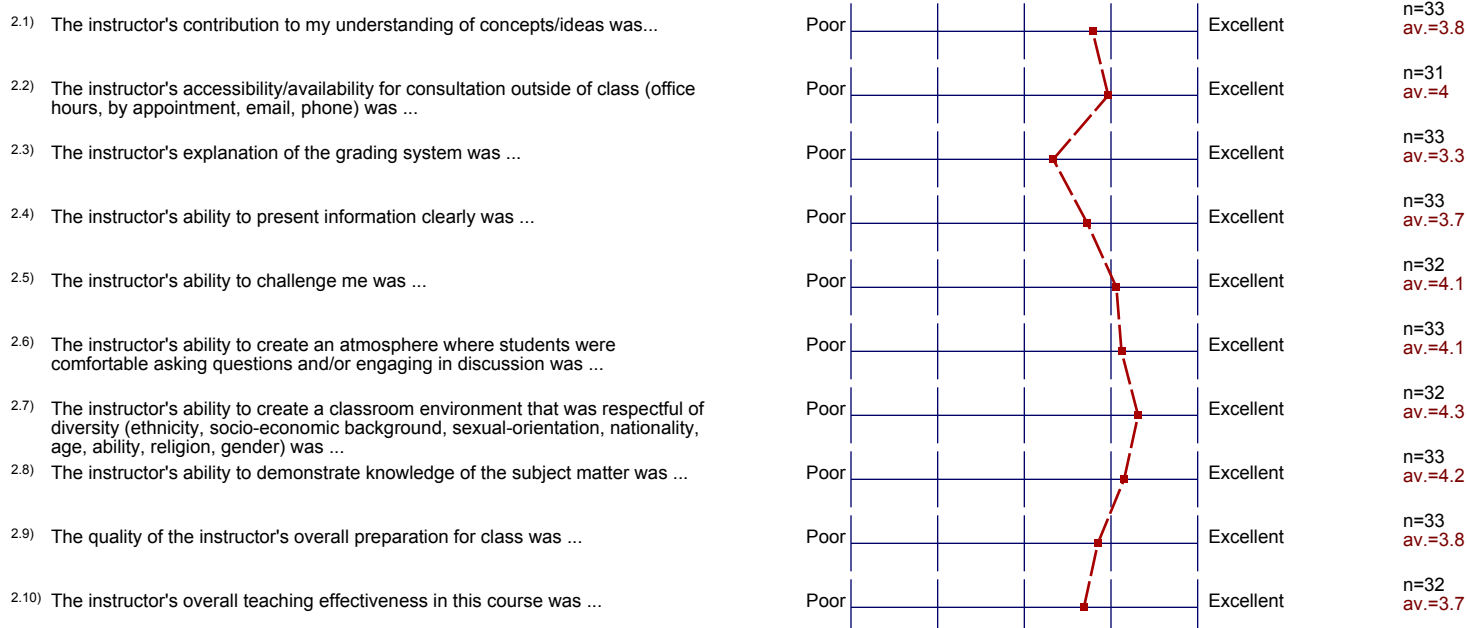 2.1) The instructor's contribution to my understanding of concepts/ideas was... Poor Excellent n=33 av.=3.8
2.2) The instructor's accessibility/availability for consultation outside of class (office
hours, by appointment, email, phone) was ... Poor Excellent n=31 av.=4
2.3) The instructor's explanation of the grading system was ... Poor Excellent n=33 av.=3.3
2.4) The instructor's ability to present information clearly was ... Poor Excellent n=33 av.=3.7
2.5) The instructor's ability to challenge me was ... Poor Excellent n=32 av.=4.1
2.6) The instructor's ability to create an atmosphere where students were
comfortable asking questions and/or engaging in discussion was ... Poor Excellent n=33 av.=4.1
2.7) The instructor's ability to create a classroom environment that was respectful of
diversity (ethnicity, socio-economic background, sexual-orientation, nationality,
age, ability, religion, gender) was ... Poor Excellent n=32 av.=4.3
2.8) The instructor's ability to demonstrate knowledge of the subject matter was ... Poor Excellent n=33 av.=4.2
2.9) The quality of the instructor's overall preparation for class was ... Poor Excellent n=33 av.=3.8
2.10) The instructor's overall teaching effectiveness in this course was ... Poor Excellent n=32 av.=3.7